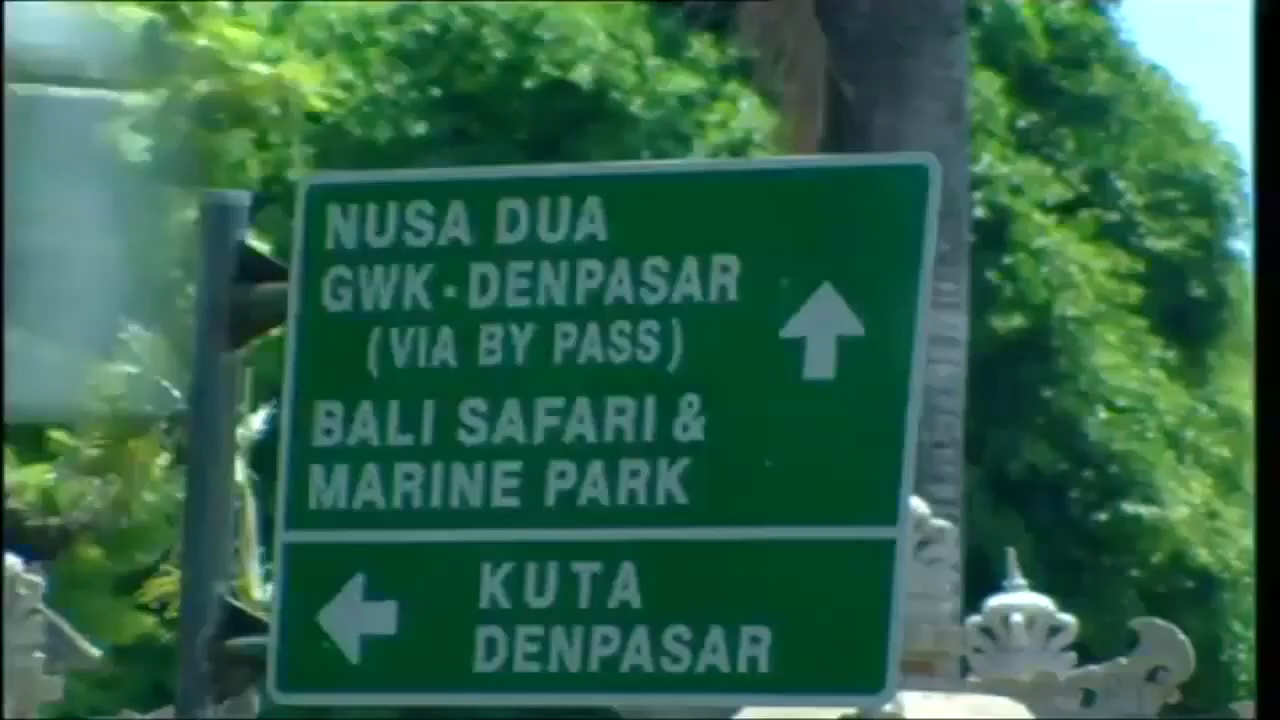 NUSA DUA
GWK-DENPASAR
(VIA BY PASS)
BALI SAFARI &
MARINE PARK
KUTA
DENPASAR